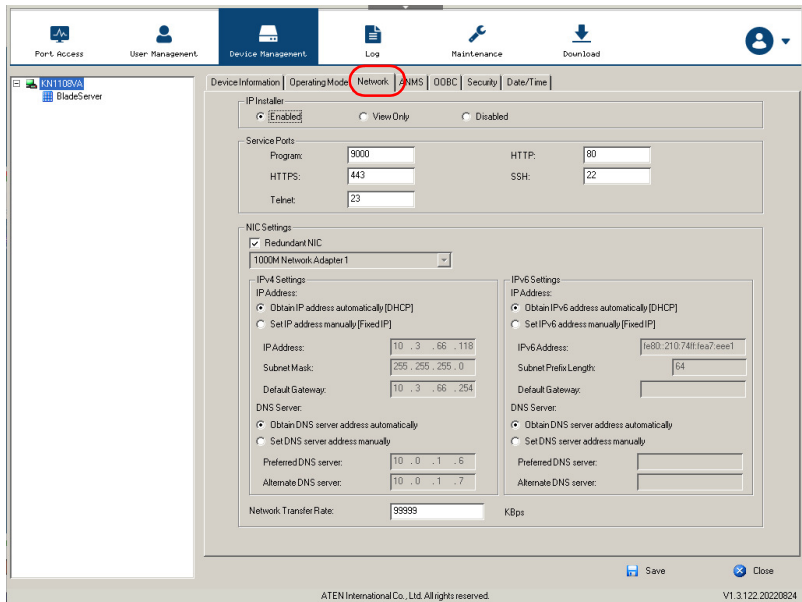 Port Access User Management Device Management Log Maintenance Download
KN1108VA
BladeServer
Device Information Operating Mode Network ANMS OOBC Security Date/Time
IP Installer
Enabled View Only Disabled
Service Ports
Program: 9000 HTTP: 80
HTTPS: 443 SSH: 22
Telnet: 23
NIC Settings
Redundant NIC
1000M Network Adapter 1
IPv4 Settings
IP Address:
Obtain IP address automatically [DHCP]
Set IP address manually [Fixed IP]
IP Address: 10 . 3 . 66 . 118
Subnet Mask: 255 . 255 . 255 . 0
Default Gateway: 10 . 3 . 66 . 254
DNS Server:
Obtain DNS server address automatically
Set DNS server address manually
Preferred DNS server: 10 . 0 . 1 . 6
Alternate DNS server: 10 . 0 . 1 . 7
IPv6 Settings
IP Address:
Obtain IPv6 address automatically [DHCP]
Set IPv6 address manually [Fixed IP]
IPv6 Address: fe80::210:74ff:fea7:eee1
Subnet Prefix Length: 64
Default Gateway:
DNS Server:
Obtain DNS server address automatically
Set DNS server address manually
Preferred DNS server:
Alternate DNS server:
Network Transfer Rate: 99999 KBps
Save Close
ATEN International Co., Ltd. All rights reserved. V1.3.122.20220824